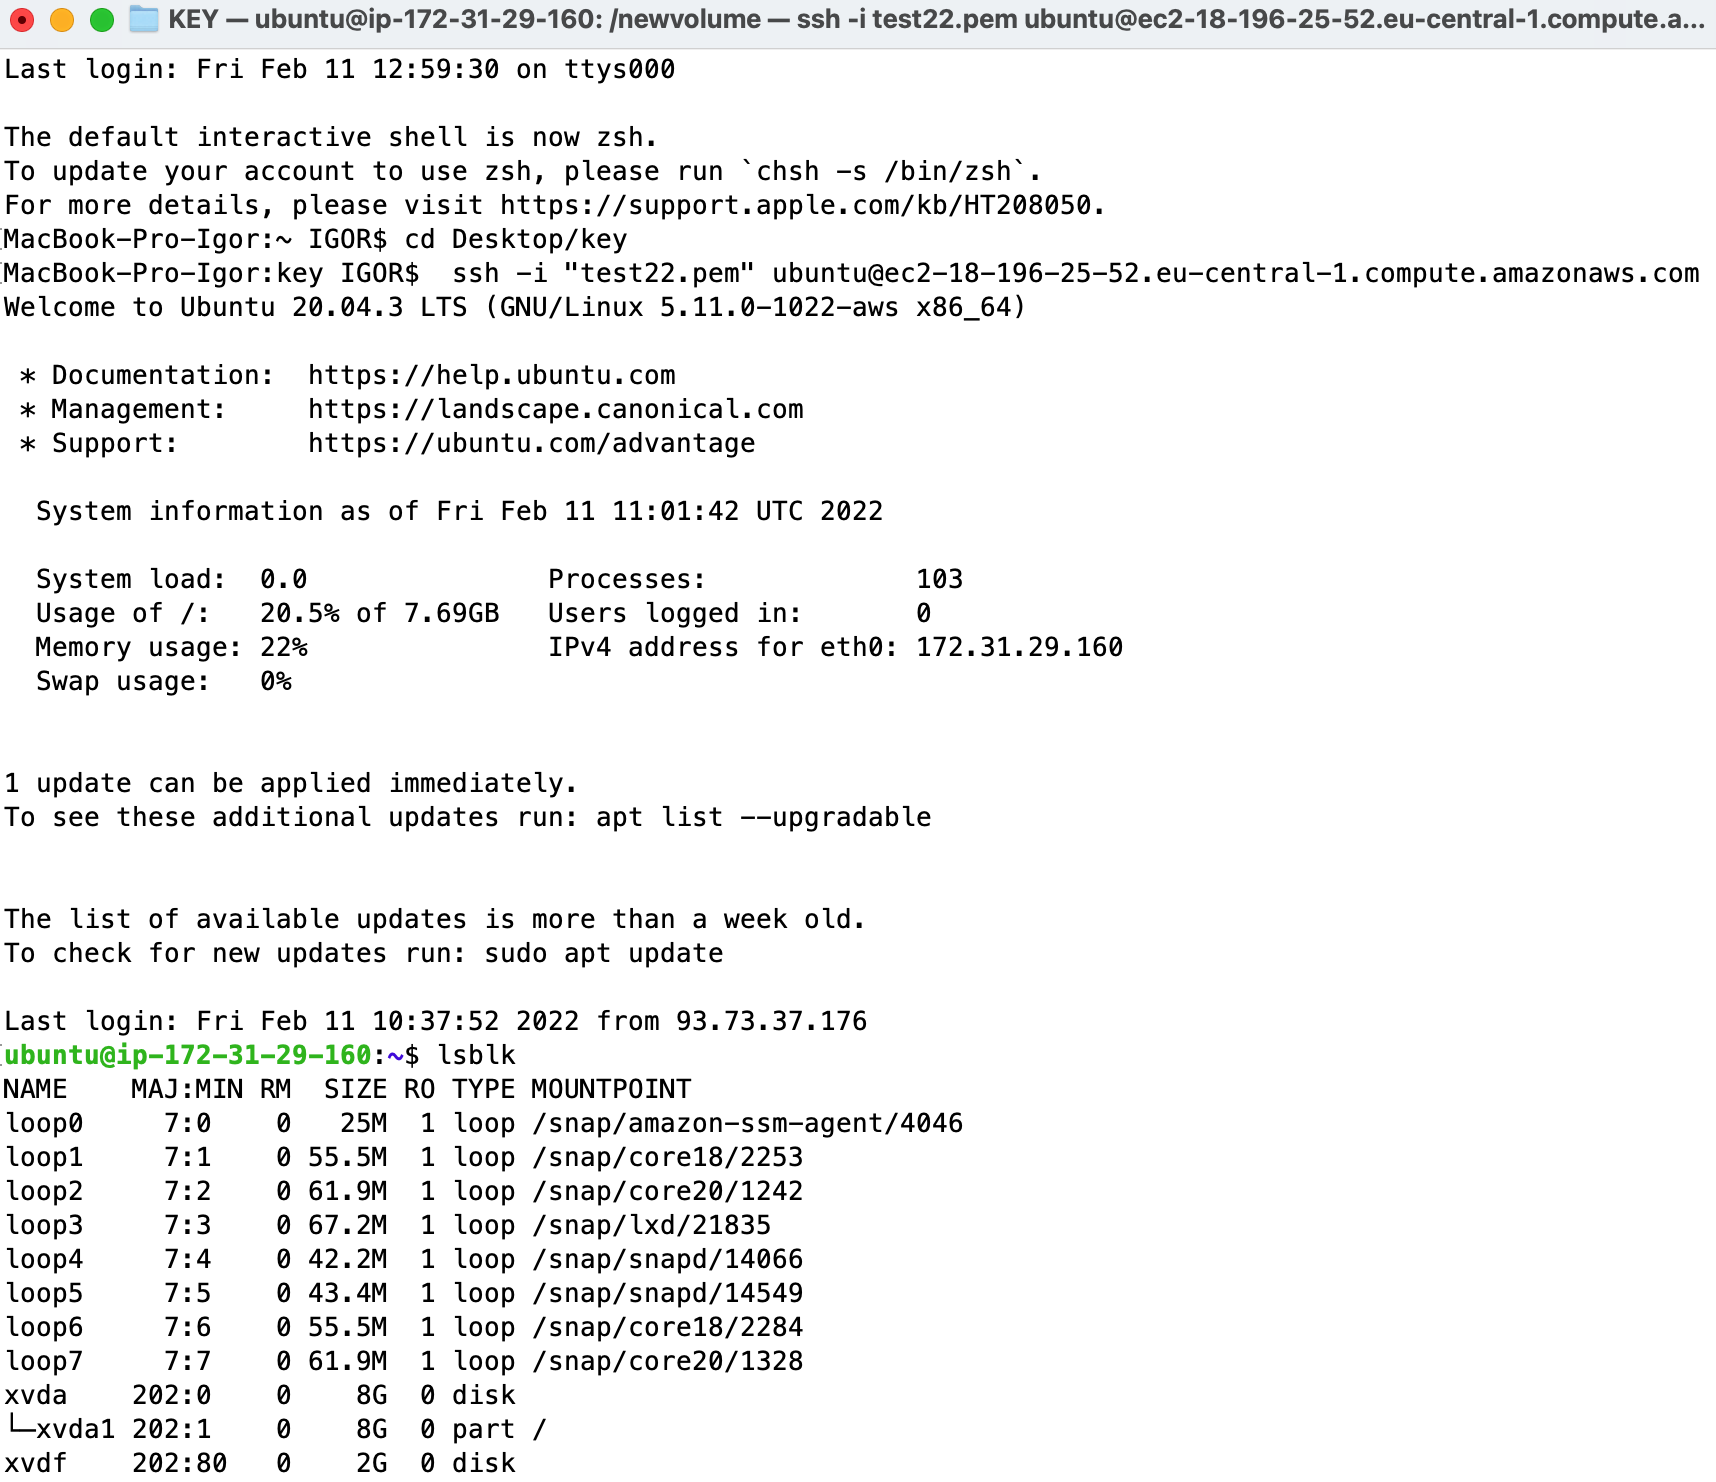 KEY — ubuntu@ip-172-31-29-160: /newvolume — ssh -i test22.pem ubuntu@ec2-18-196-25-52.eu-central-1.compute.a...
Last login: Fri Feb 11 12:59:30 on ttys000
The default interactive shell is now zsh.
To update your account to use zsh, please run `chsh -s /bin/zsh`.
For more details, please visit https://support.apple.com/kb/HT208050.
MacBook-Pro-Igor:~ IGOR$ cd Desktop/key
MacBook-Pro-Igor:key IGOR$  ssh -i "test22.pem" ubuntu@ec2-18-196-25-52.eu-central-1.compute.amazonaws.com
Welcome to Ubuntu 20.04.3 LTS (GNU/Linux 5.11.0-1022-aws x86_64)
 * Documentation:  https://help.ubuntu.com
 * Management:     https://landscape.canonical.com
 * Support:        https://ubuntu.com/advantage
  System information as of Fri Feb 11 11:01:42 UTC 2022
  System load:  0.0               Processes:             103
  Usage of /:   20.5% of 7.69GB   Users logged in:       0
  Memory usage: 22%               IPv4 address for eth0: 172.31.29.160
  Swap usage:   0%
1 update can be applied immediately.
To see these additional updates run: apt list --upgradable
The list of available updates is more than a week old.
To check for new updates run: sudo apt update
Last login: Fri Feb 11 10:37:52 2022 from 93.73.37.176
ubuntu@ip-172-31-29-160:~$ lsblk
NAME    MAJ:MIN RM  SIZE RO TYPE MOUNTPOINT
loop0     7:0    0   25M  1 loop /snap/amazon-ssm-agent/4046
loop1     7:1    0 55.5M  1 loop /snap/core18/2253
loop2     7:2    0 61.9M  1 loop /snap/core20/1242
loop3     7:3    0 67.2M  1 loop /snap/lxd/21835
loop4     7:4    0 42.2M  1 loop /snap/snapd/14066
loop5     7:5    0 43.4M  1 loop /snap/snapd/14549
loop6     7:6    0 55.5M  1 loop /snap/core18/2284
loop7     7:7    0 61.9M  1 loop /snap/core20/1328
xvda    202:0    0    8G  0 disk
└─xvda1 202:1    0    8G  0 part /
xvdf    202:80   0    2G  0 disk